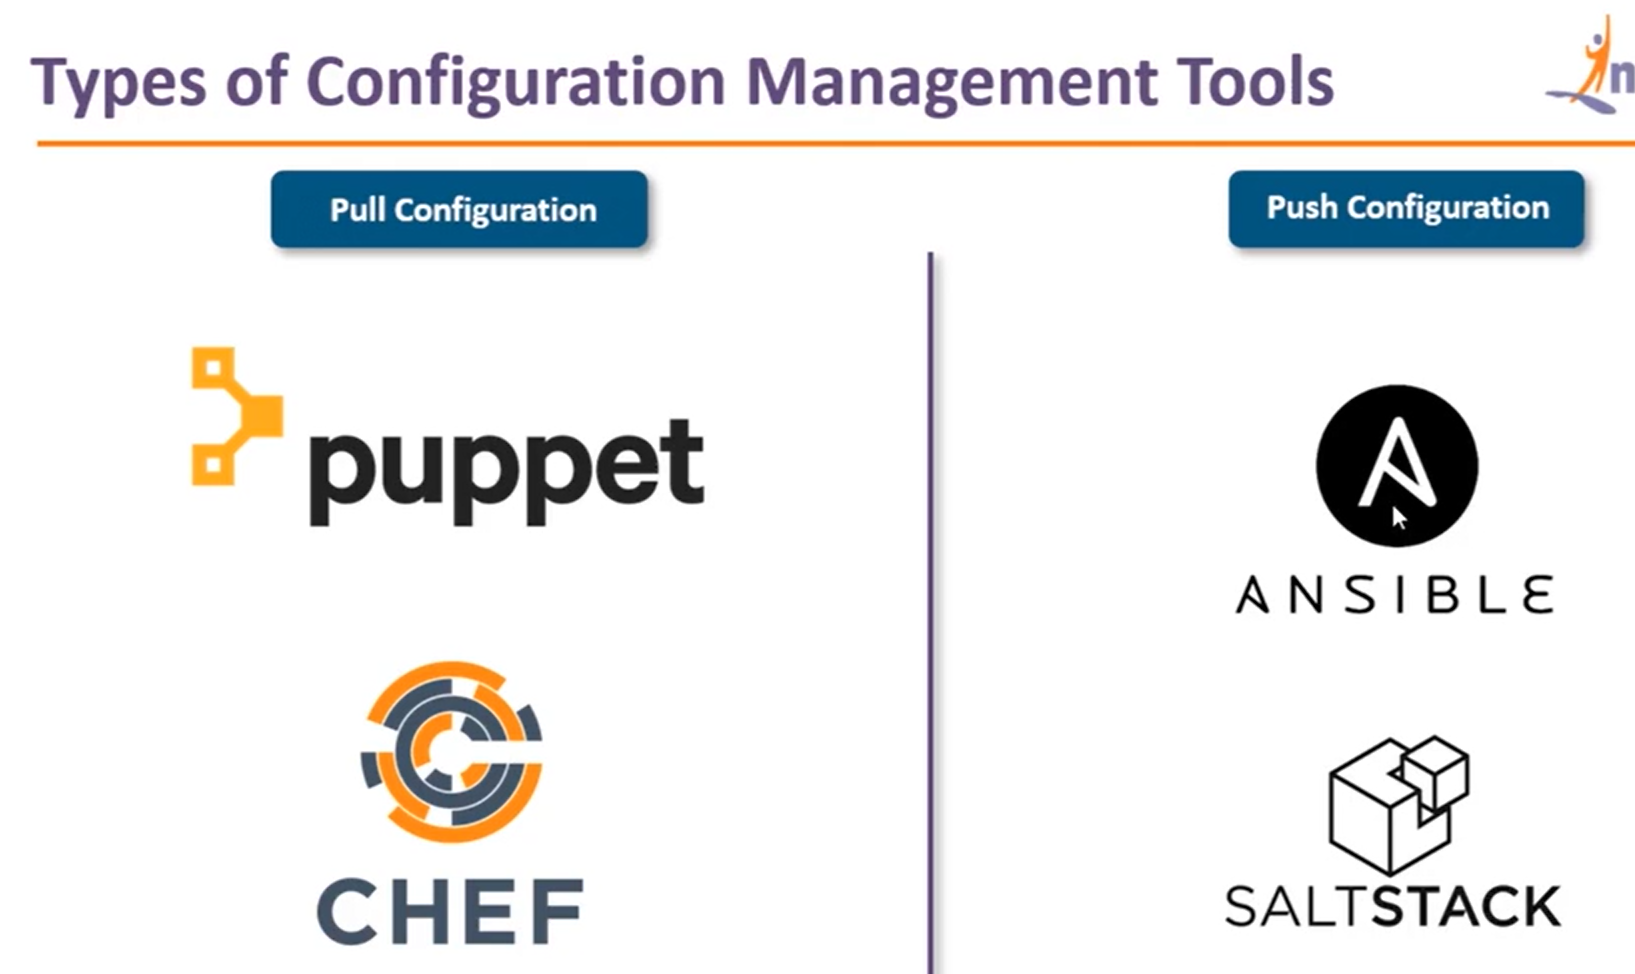 Types of Configuration Management Tools
Pull Configuration
Push Configuration
puppet
ANSIBLE
CHEF
SALTSTACK